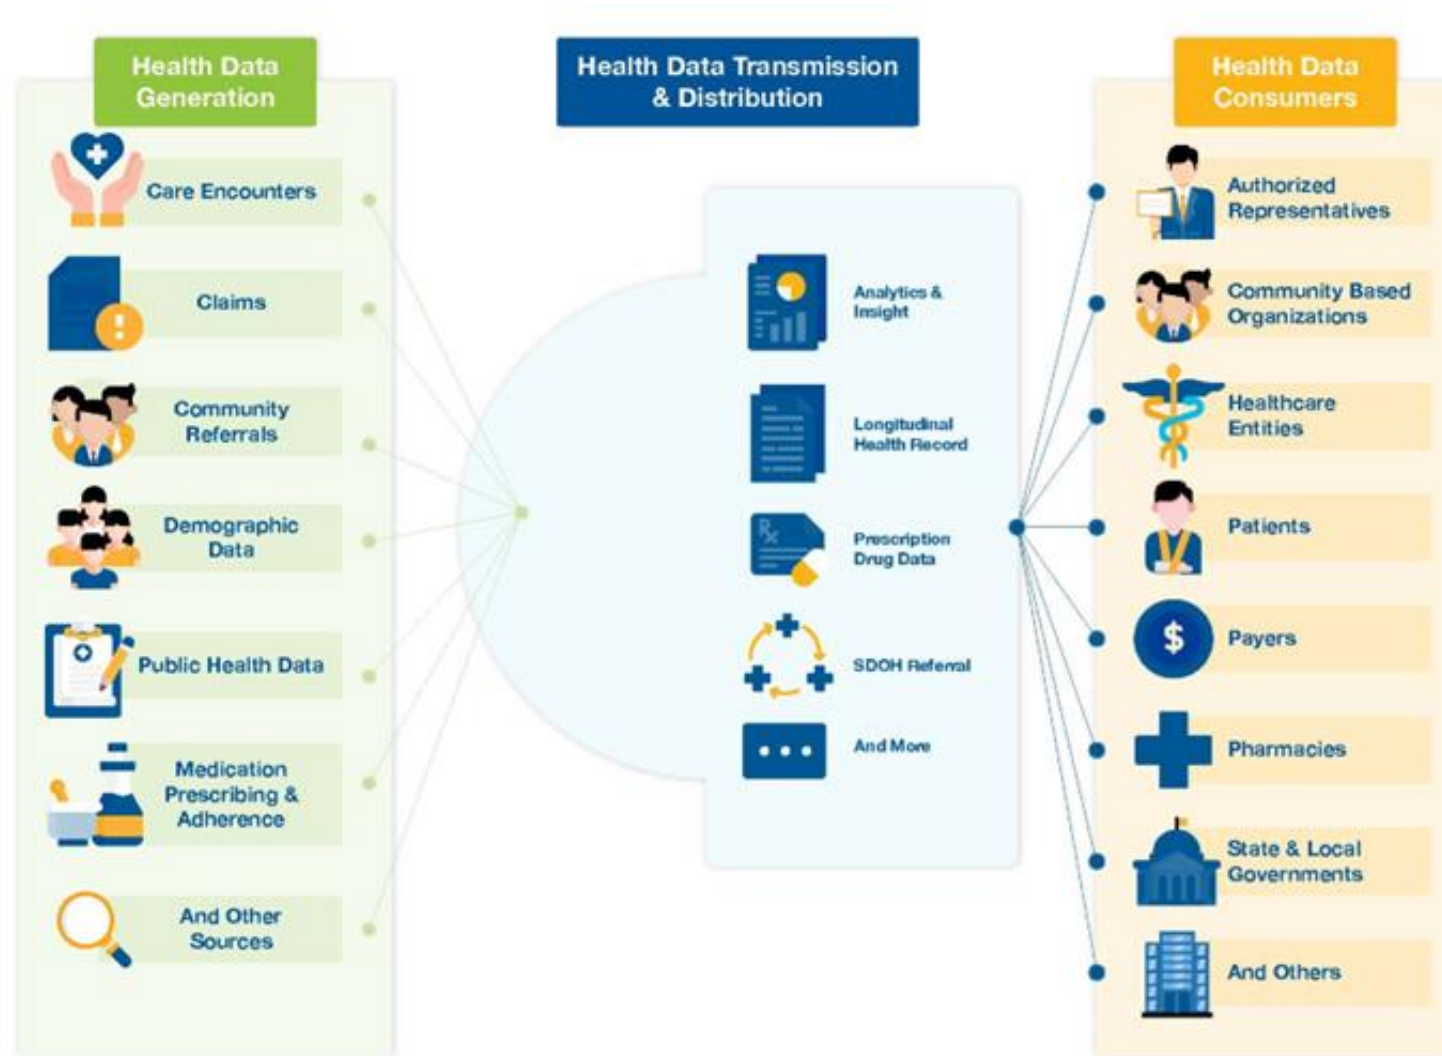 Health Data
Generation
Care Encounters
Claims
Community
Referrals
Demographic
Data
Public Health Data
Medication
Prescribing &
Adherence
And Other
Sources
Health Data Transmission
& Distribution
Analytics &
Insight
Longitudinal
Health Record
Rx
Prescription
Drug Data
SDOH Referral
And More
Health Data
Consumers
Authorized
Representatives
Community Based
Organizations
Healthcare
Entities
Patients
$
Payers
Pharmacies
State & Local
Governments
And Others